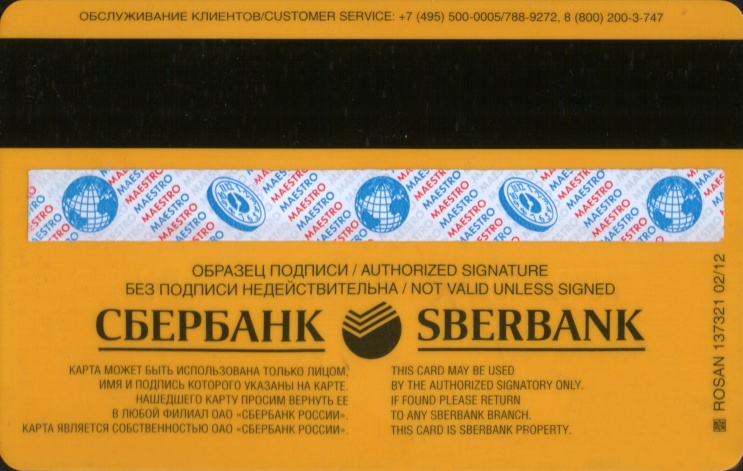 ОБСЛУЖИВАНИЕ КЛИЕНТОВ/CUSTOMER SERVICE: +7 (495) 500-0005/788-9272, 8 (800) 200-3-747
MAESTRO MAESTRO MAESTRO MAESTRO MAESTRO
ОБРАЗЕЦ ПОДПИСИ / AUTHORIZED SIGNATURE
БЕЗ ПОДПИСИ НЕДЕЙСТВИТЕЛЬНА / NOT VALID UNLESS SIGNED
СБЕРБАНК SBERBANK
КАРТА МОЖЕТ БЫТЬ ИСПОЛЬЗОВАНА ТОЛЬКО ЛИЦОМ,
ИМЯ И ПОДПИСЬ КОТОРОГО УКАЗАНЫ НА КАРТЕ.
НАШЕДШЕГО КАРТУ ПРОСИМ ВЕРНУТЬ ЕЕ
В ЛЮБОЙ ФИЛИАЛ ОАО «СБЕРБАНК РОССИИ».
КАРТА ЯВЛЯЕТСЯ СОБСТВЕННОСТЬЮ ОАО «СБЕРБАНК РОССИИ».
THIS CARD MAY BE USED
BY THE AUTHORIZED SIGNATORY ONLY.
IF FOUND PLEASE RETURN
TO ANY SBERBANK BRANCH.
THIS CARD IS SBERBANK PROPERTY.
ROSAN 137321 02/12